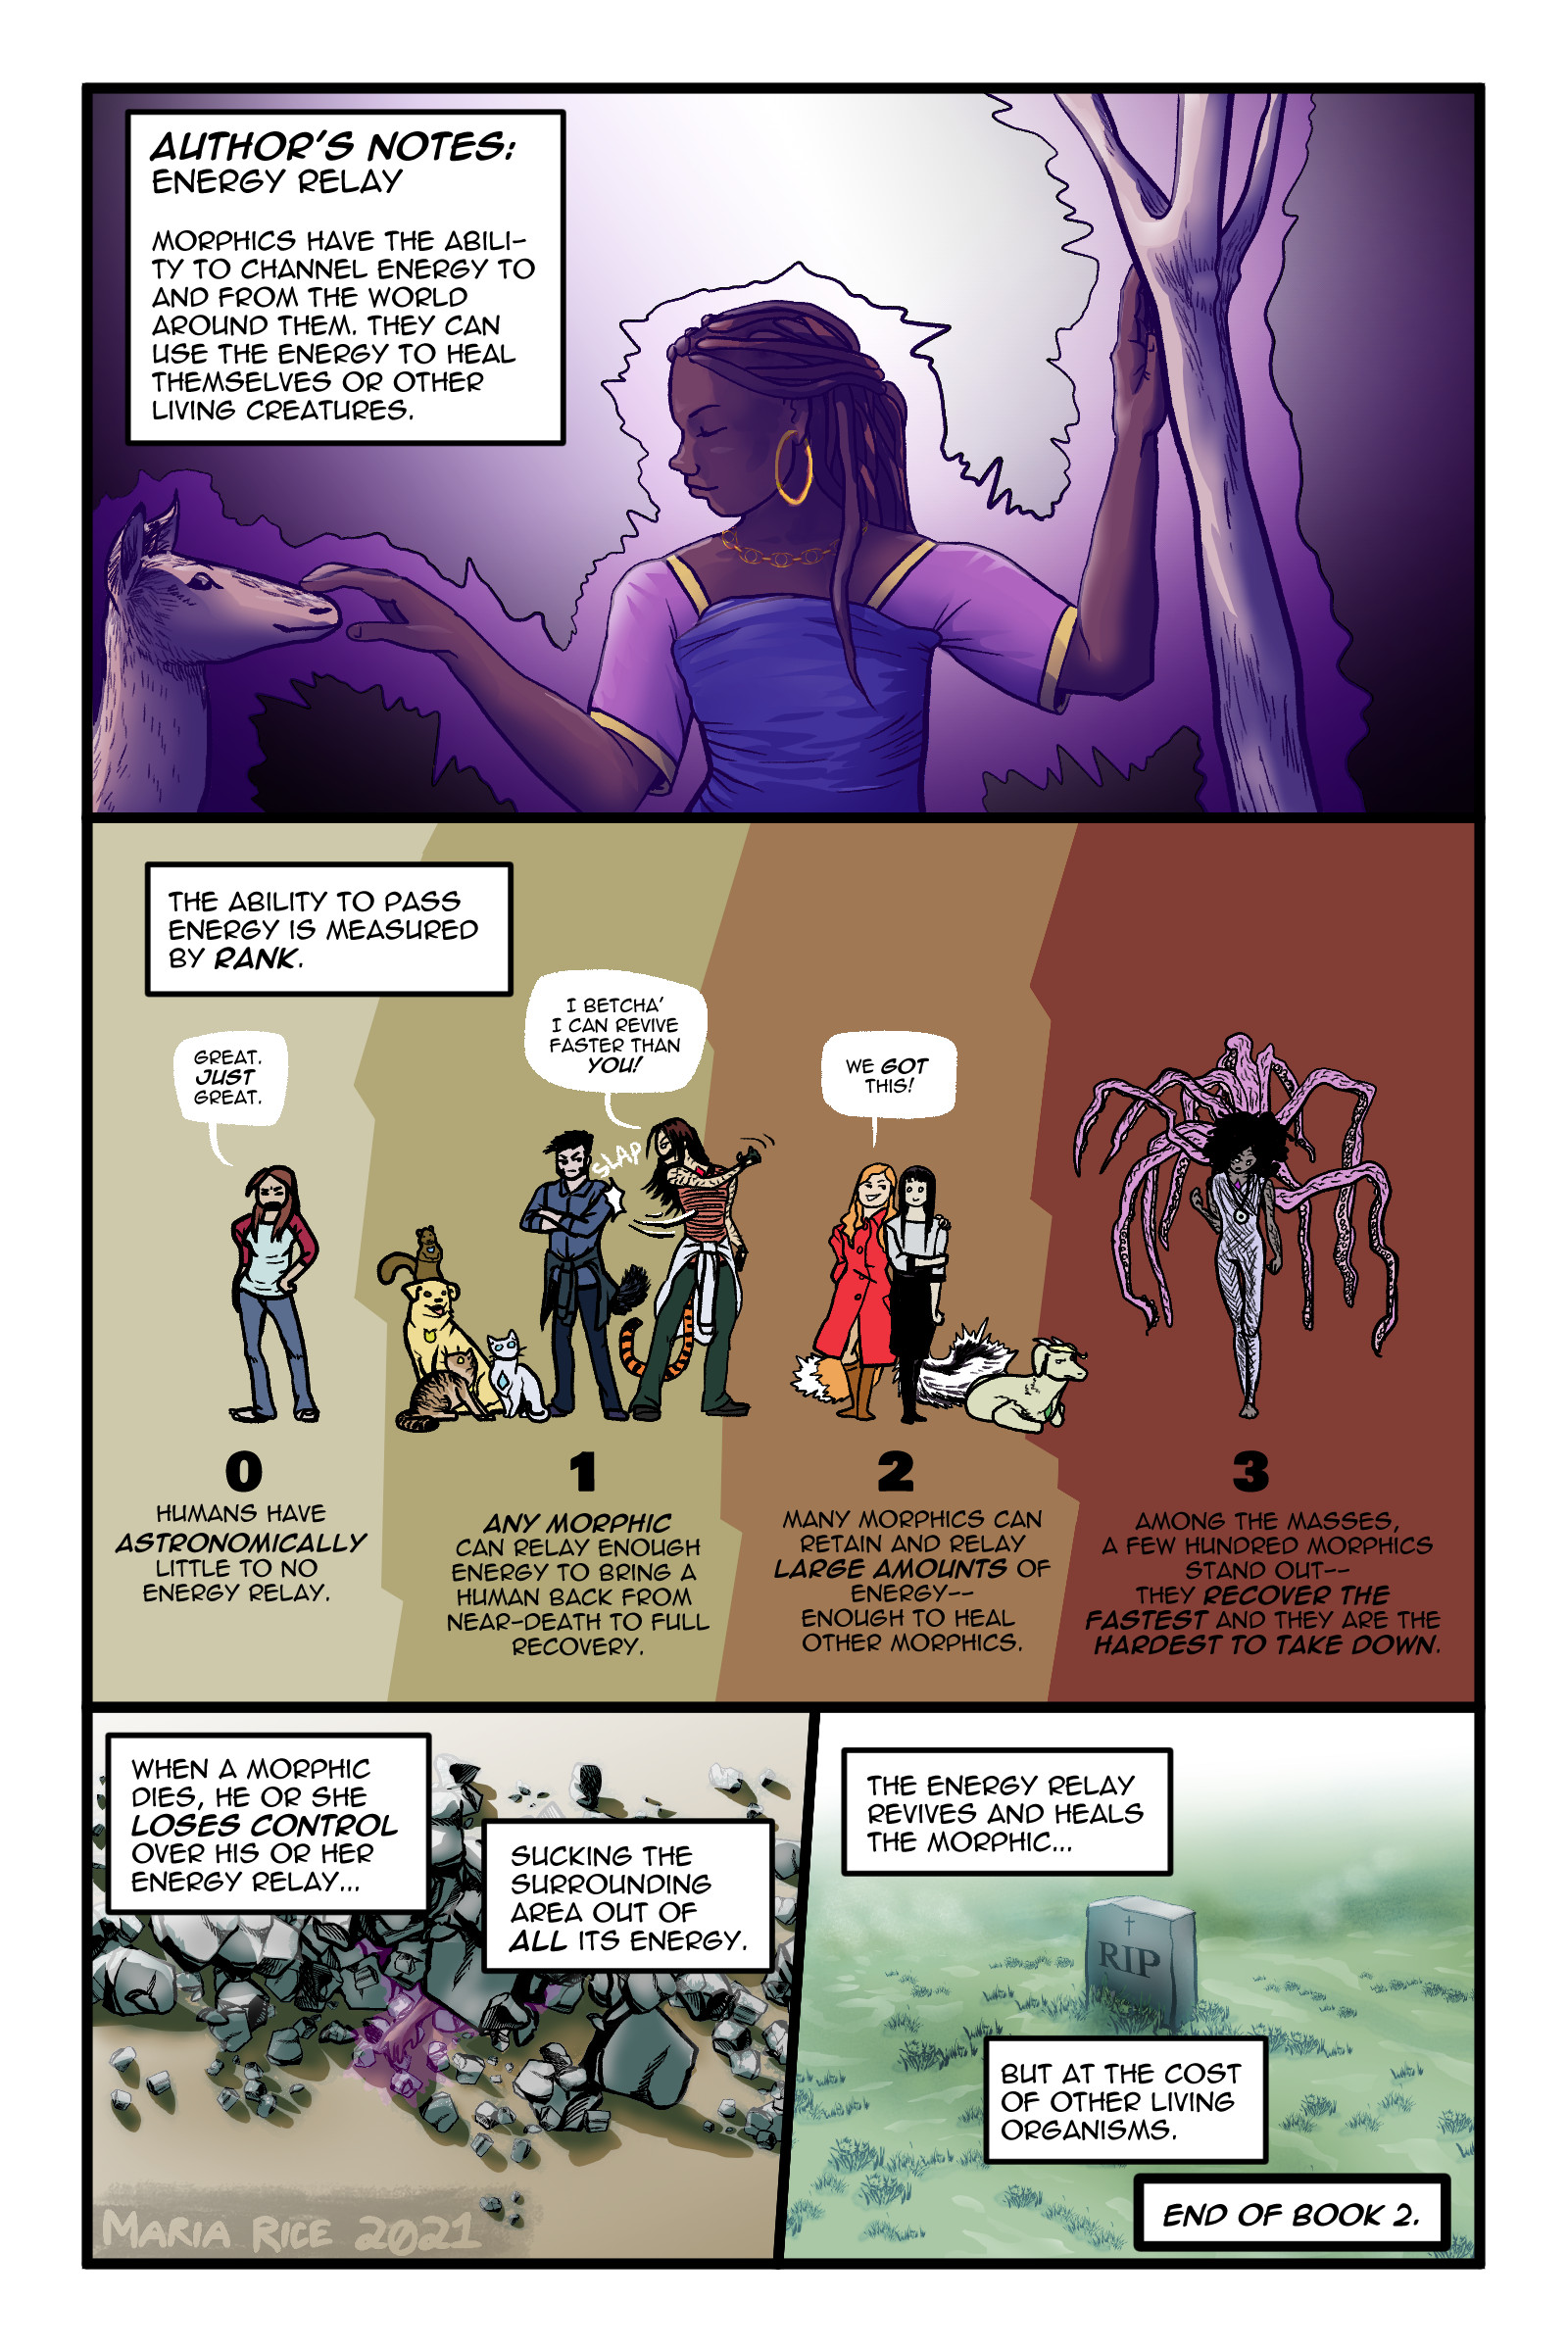 AUTHOR'S NOTES:
ENERGY RELAY
MORPHICS HAVE THE ABILI-
TY TO CHANNEL ENERGY TO
AND FROM THE WORLD
AROUND THEM. THEY CAN
USE THE ENERGY TO HEAL
THEMSELVES OR OTHER
LIVING CREATURES.
THE ABILITY TO PASS
ENERGY IS MEASURED
BY RANK.
GREAT.
JUST
GREAT.
I BETCHA'
I CAN REVIVE
FASTER THAN
YOU!
SLAP
WE GOT
THIS!
0
HUMANS HAVE
ASTRONOMICALLY
LITTLE TO NO
ENERGY RELAY.
1
ANY MORPHIC
CAN RELAY ENOUGH
ENERGY TO BRING A
HUMAN BACK FROM
NEAR-DEATH TO FULL
RECOVERY.
2
MANY MORPHICS CAN
RETAIN AND RELAY
LARGE AMOUNTS OF
ENERGY--
ENOUGH TO HEAL
OTHER MORPHICS.
3
AMONG THE MASSES,
A FEW HUNDRED MORPHICS
STAND OUT--
THEY RECOVER THE
FASTEST AND THEY ARE THE
HARDEST TO TAKE DOWN.
WHEN A MORPHIC
DIES, HE OR SHE
LOSES CONTROL
OVER HIS OR HER
ENERGY RELAY...
SUCKING THE
SURROUNDING
AREA OUT OF
ALL ITS ENERGY.
MARIA RICE 2021
THE ENERGY RELAY
REVIVES AND HEALS
THE MORPHIC...
RIP
BUT AT THE COST
OF OTHER LIVING
ORGANISMS.
END OF BOOK 2.